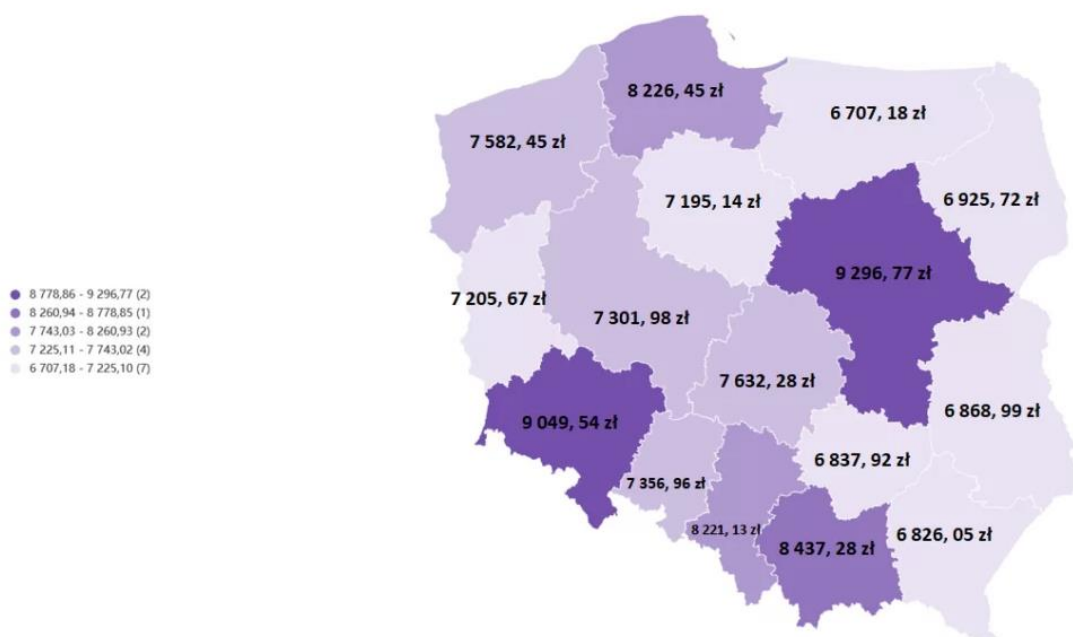 8 226, 45 zł
6 707, 18 zł
7 582, 45 zł
7 195, 14 zł
6 925, 72 zł
9 296, 77 zł
7 205, 67 zł
7 301, 98 zł
7 632, 28 zł
6 868, 99 zł
9 049, 54 zł
6 837, 92 zł
7 356, 96 zł
8 221, 13 zł
6 826, 05 zł
8 437, 28 zł
8 778,86 - 9 296,77 (2)
8 260,94 - 8 778,85 (1)
7 743,03 - 8 260,93 (2)
7 225,11 - 7 743,02 (4)
6 707,18 - 7 225,10 (7)